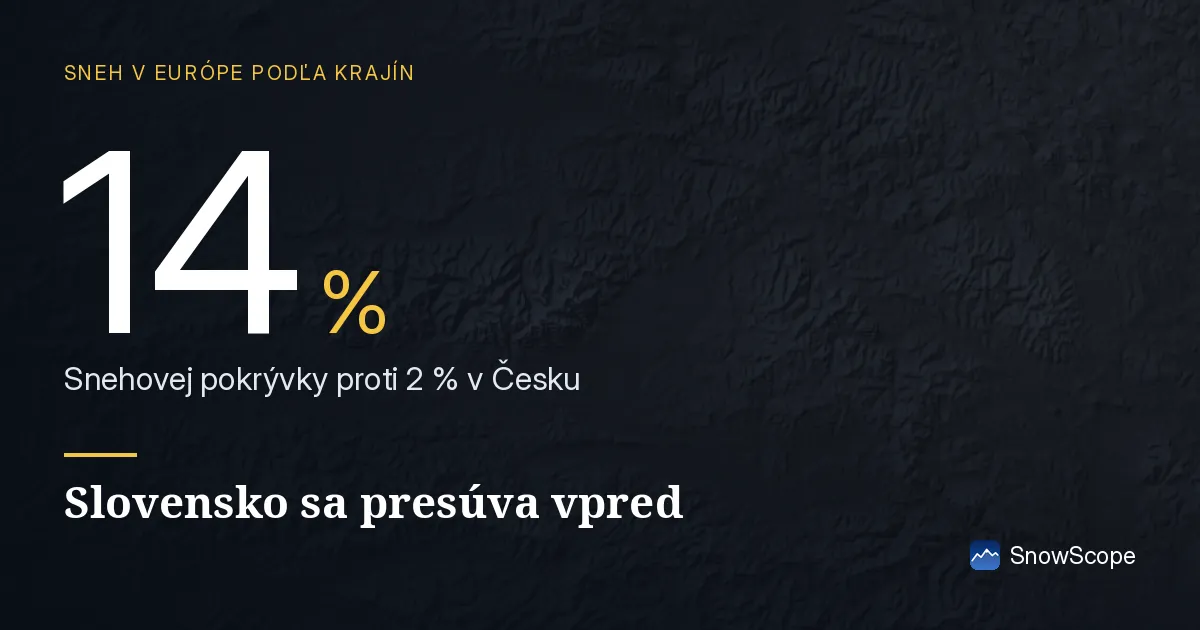 SNEH V EURÓPE PODĽA KRAJÍN
14 %
Snehovej pokrývky proti 2 % v Česku
Slovensko sa presúva vpred
SnowScope